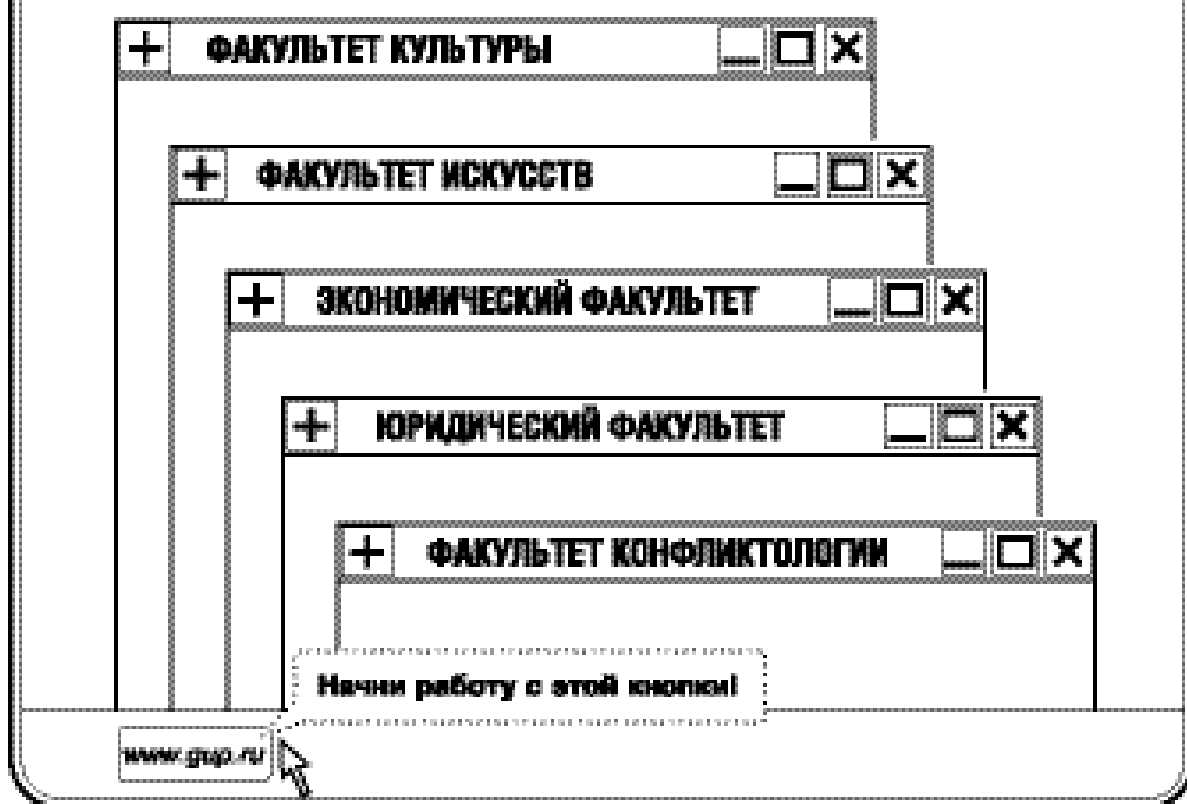 ФАКУЛЬТЕТ КУЛЬТУРЫ
ФАКУЛЬТЕТ ИСКУССТВ
ЭКОНОМИЧЕСКИЙ ФАКУЛЬТЕТ
ЮРИДИЧЕСКИЙ ФАКУЛЬТЕТ
ФАКУЛЬТЕТ КОНФЛИКТОЛОГИИ
Начни работу с этой кнопки!
www.gup.ru